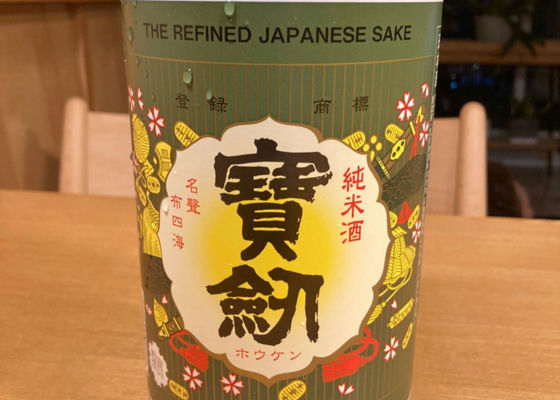 THE REFINED JAPANESE SAKE
登録 商標
純米酒
寶劔
名聲
布四海
ホウケン